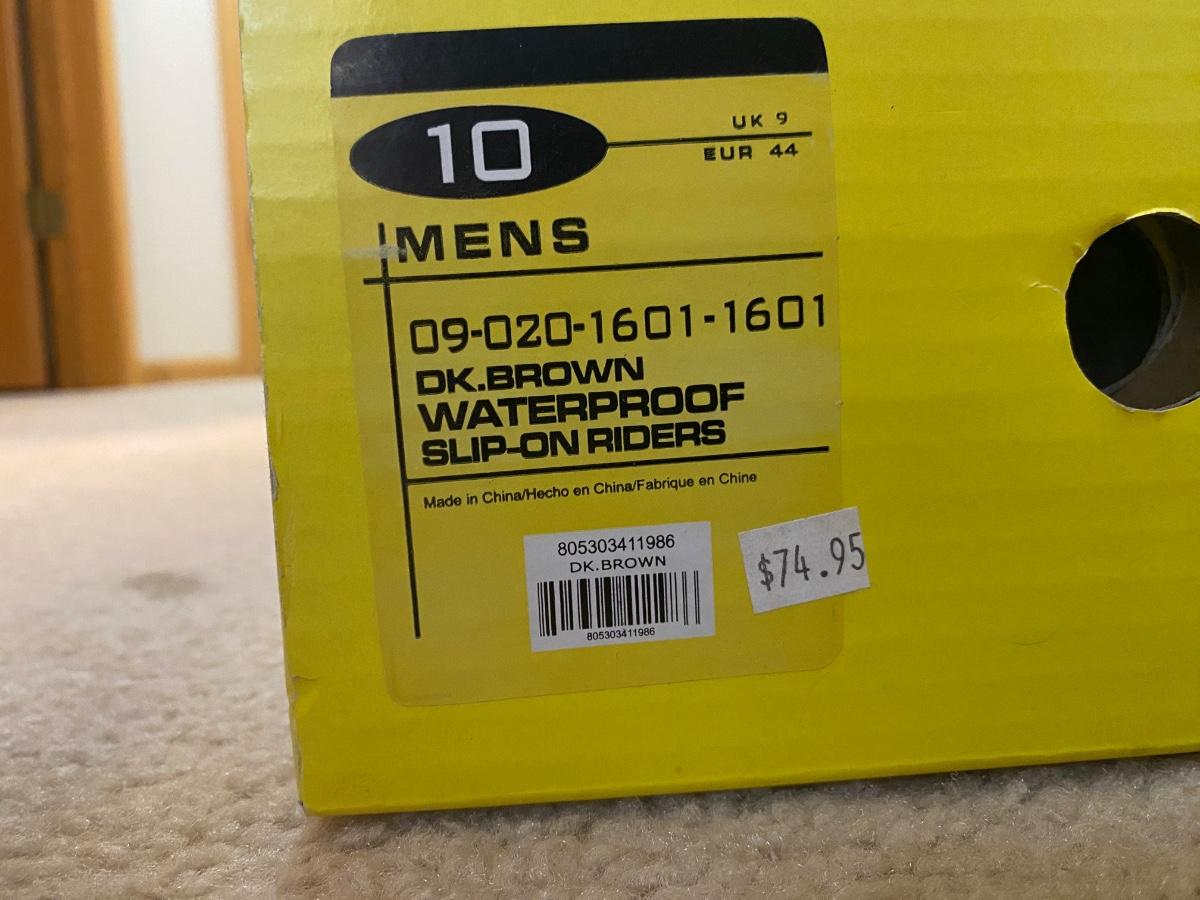 10
UK 9
EUR 44
MENS
09-020-1601-1601
DK.BROWN
WATERPROOF
SLIP-ON RIDERS
Made in China/Hecho en China/Fabrique en Chine
805303411986
DK.BROWN
805303411986
$74.95